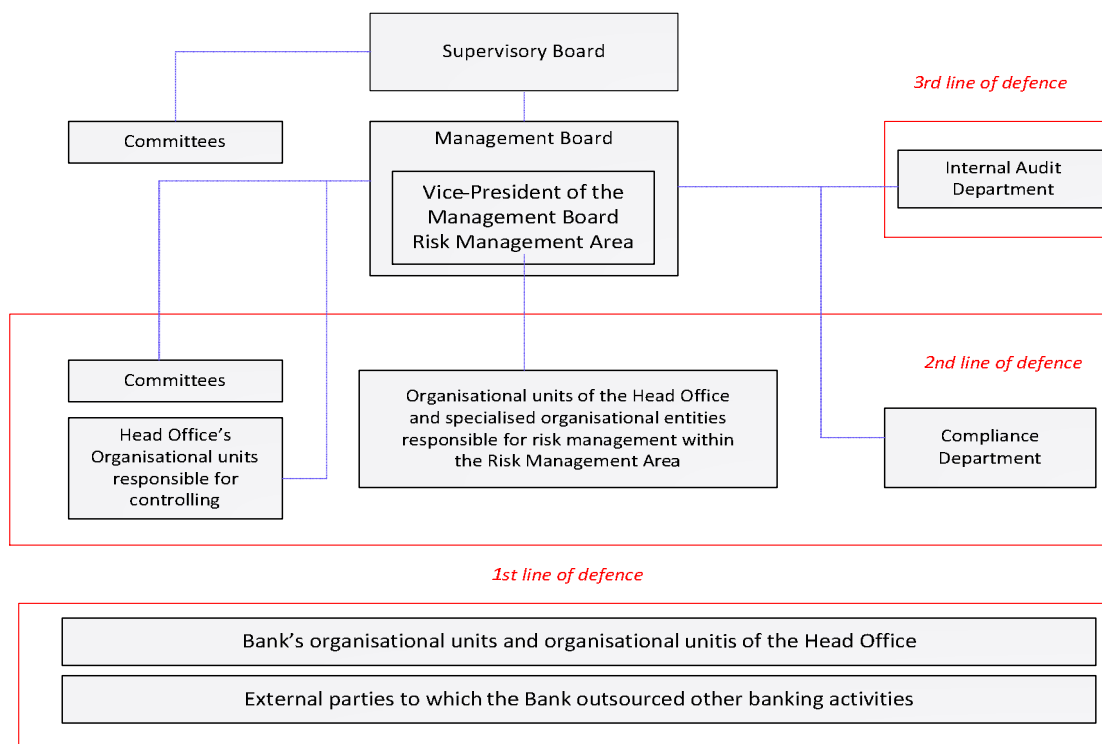 Supervisory Board
3rd line of defence
Committees
Management Board
Internal Audit
Department
Vice-President of the
Management Board
Risk Management Area
2nd line of defence
Committees
Organisational units of the Head Office
and specialised organisational entities
responsible for risk management within
the Risk Management Area
Head Office's
Organisational units
responsible for
controlling
Compliance
Department
1st line of defence
Bank's organisational units and organisational unitis of the Head Office
External parties to which the Bank outsourced other banking activities